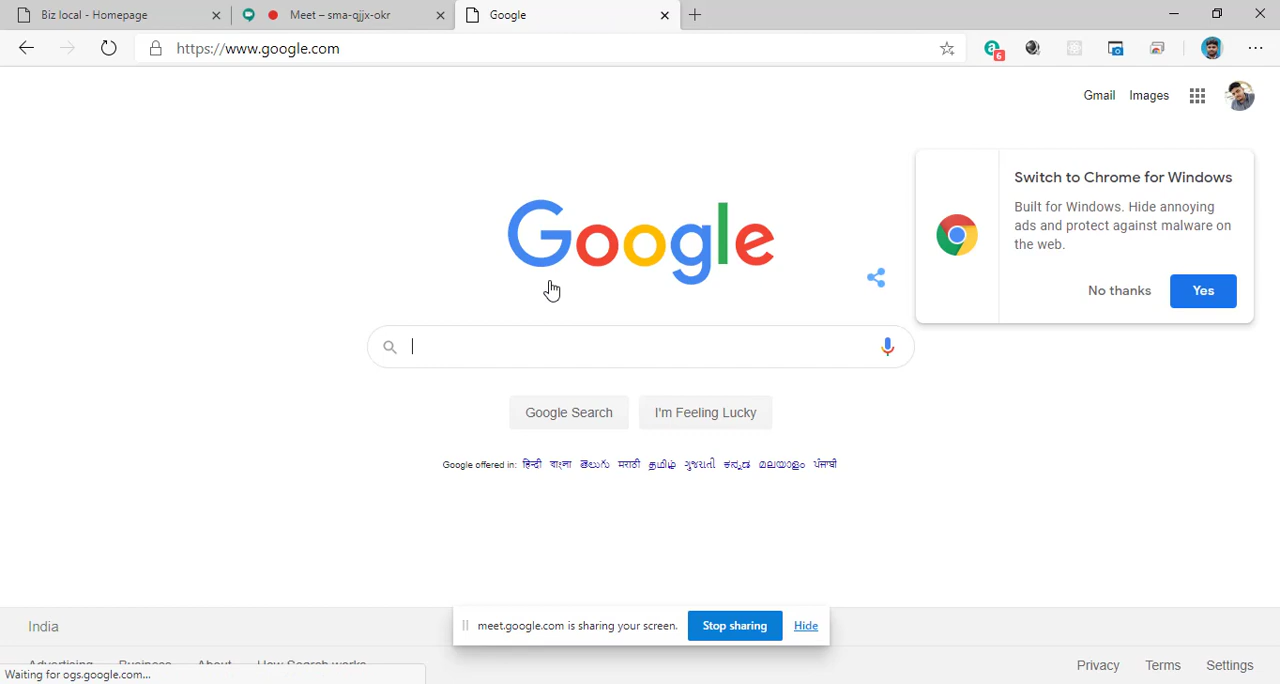 Biz local - Homepage
Meet – sma-qjjx-okr
Google
https://www.google.com
6
Gmail Images
Switch to Chrome for Windows
Built for Windows. Hide annoying
ads and protect against malware on
the web.
No thanks Yes
Google
Google Search I'm Feeling Lucky
Google offered in: हिन्दी বাংলা తెలుగు मराठी தமிழ் ગુજરાતી ಕನ್ನಡ മലയാളം ਪੰਜਾਬੀ
India
meet.google.com is sharing your screen. Stop sharing Hide
Advertising Business About How Search works
Privacy Terms Settings
Waiting for ogs.google.com...